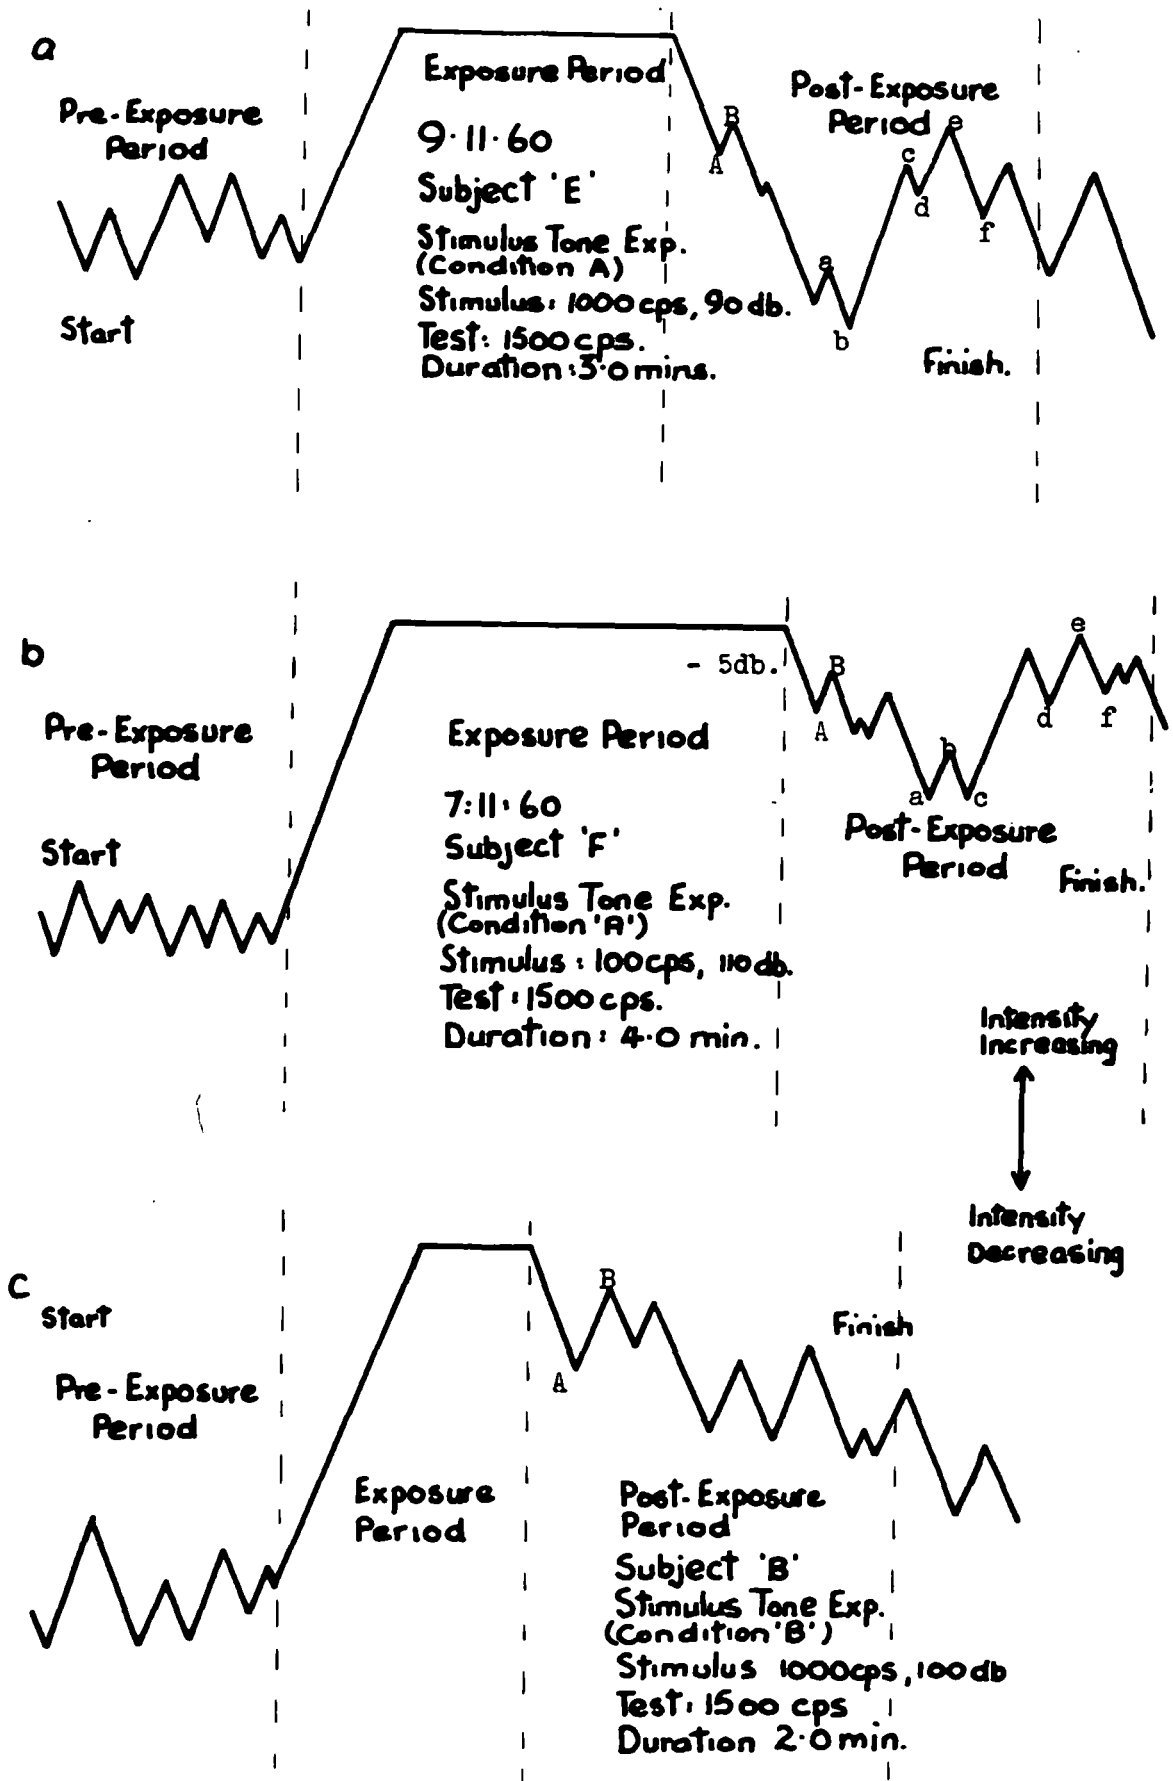 a
Pre-Exposure
Period
Start
Exposure Period
9·11·60
Subject 'E'
Stimulus Tone Exp.
(Condition A)
Stimulus: 1000 cps, 90 db.
Test: 1500 cps.
Duration: 3·0 mins.
Post-Exposure
Period
A
B
a
b
c
d
e
f
Finish.
b
Pre-Exposure
Period
Start
- 5db.
Exposure Period
7:11·60
Subject 'F'
Stimulus Tone Exp.
(Condition 'A')
Stimulus: 100 cps, 110 db.
Test: 1500 cps.
Duration: 4·0 min.
A
B
a
b
c
d
e
f
Post-Exposure
Period
Finish.
Intensity
Increasing
Intensity
Decreasing
C
Start
Pre-Exposure
Period
Exposure
Period
A
B
Finish
Post-Exposure
Period
Subject 'B'
Stimulus Tone Exp.
(Condition 'B')
Stimulus 1000cps, 100db
Test: 1500 cps
Duration 2·0 min.